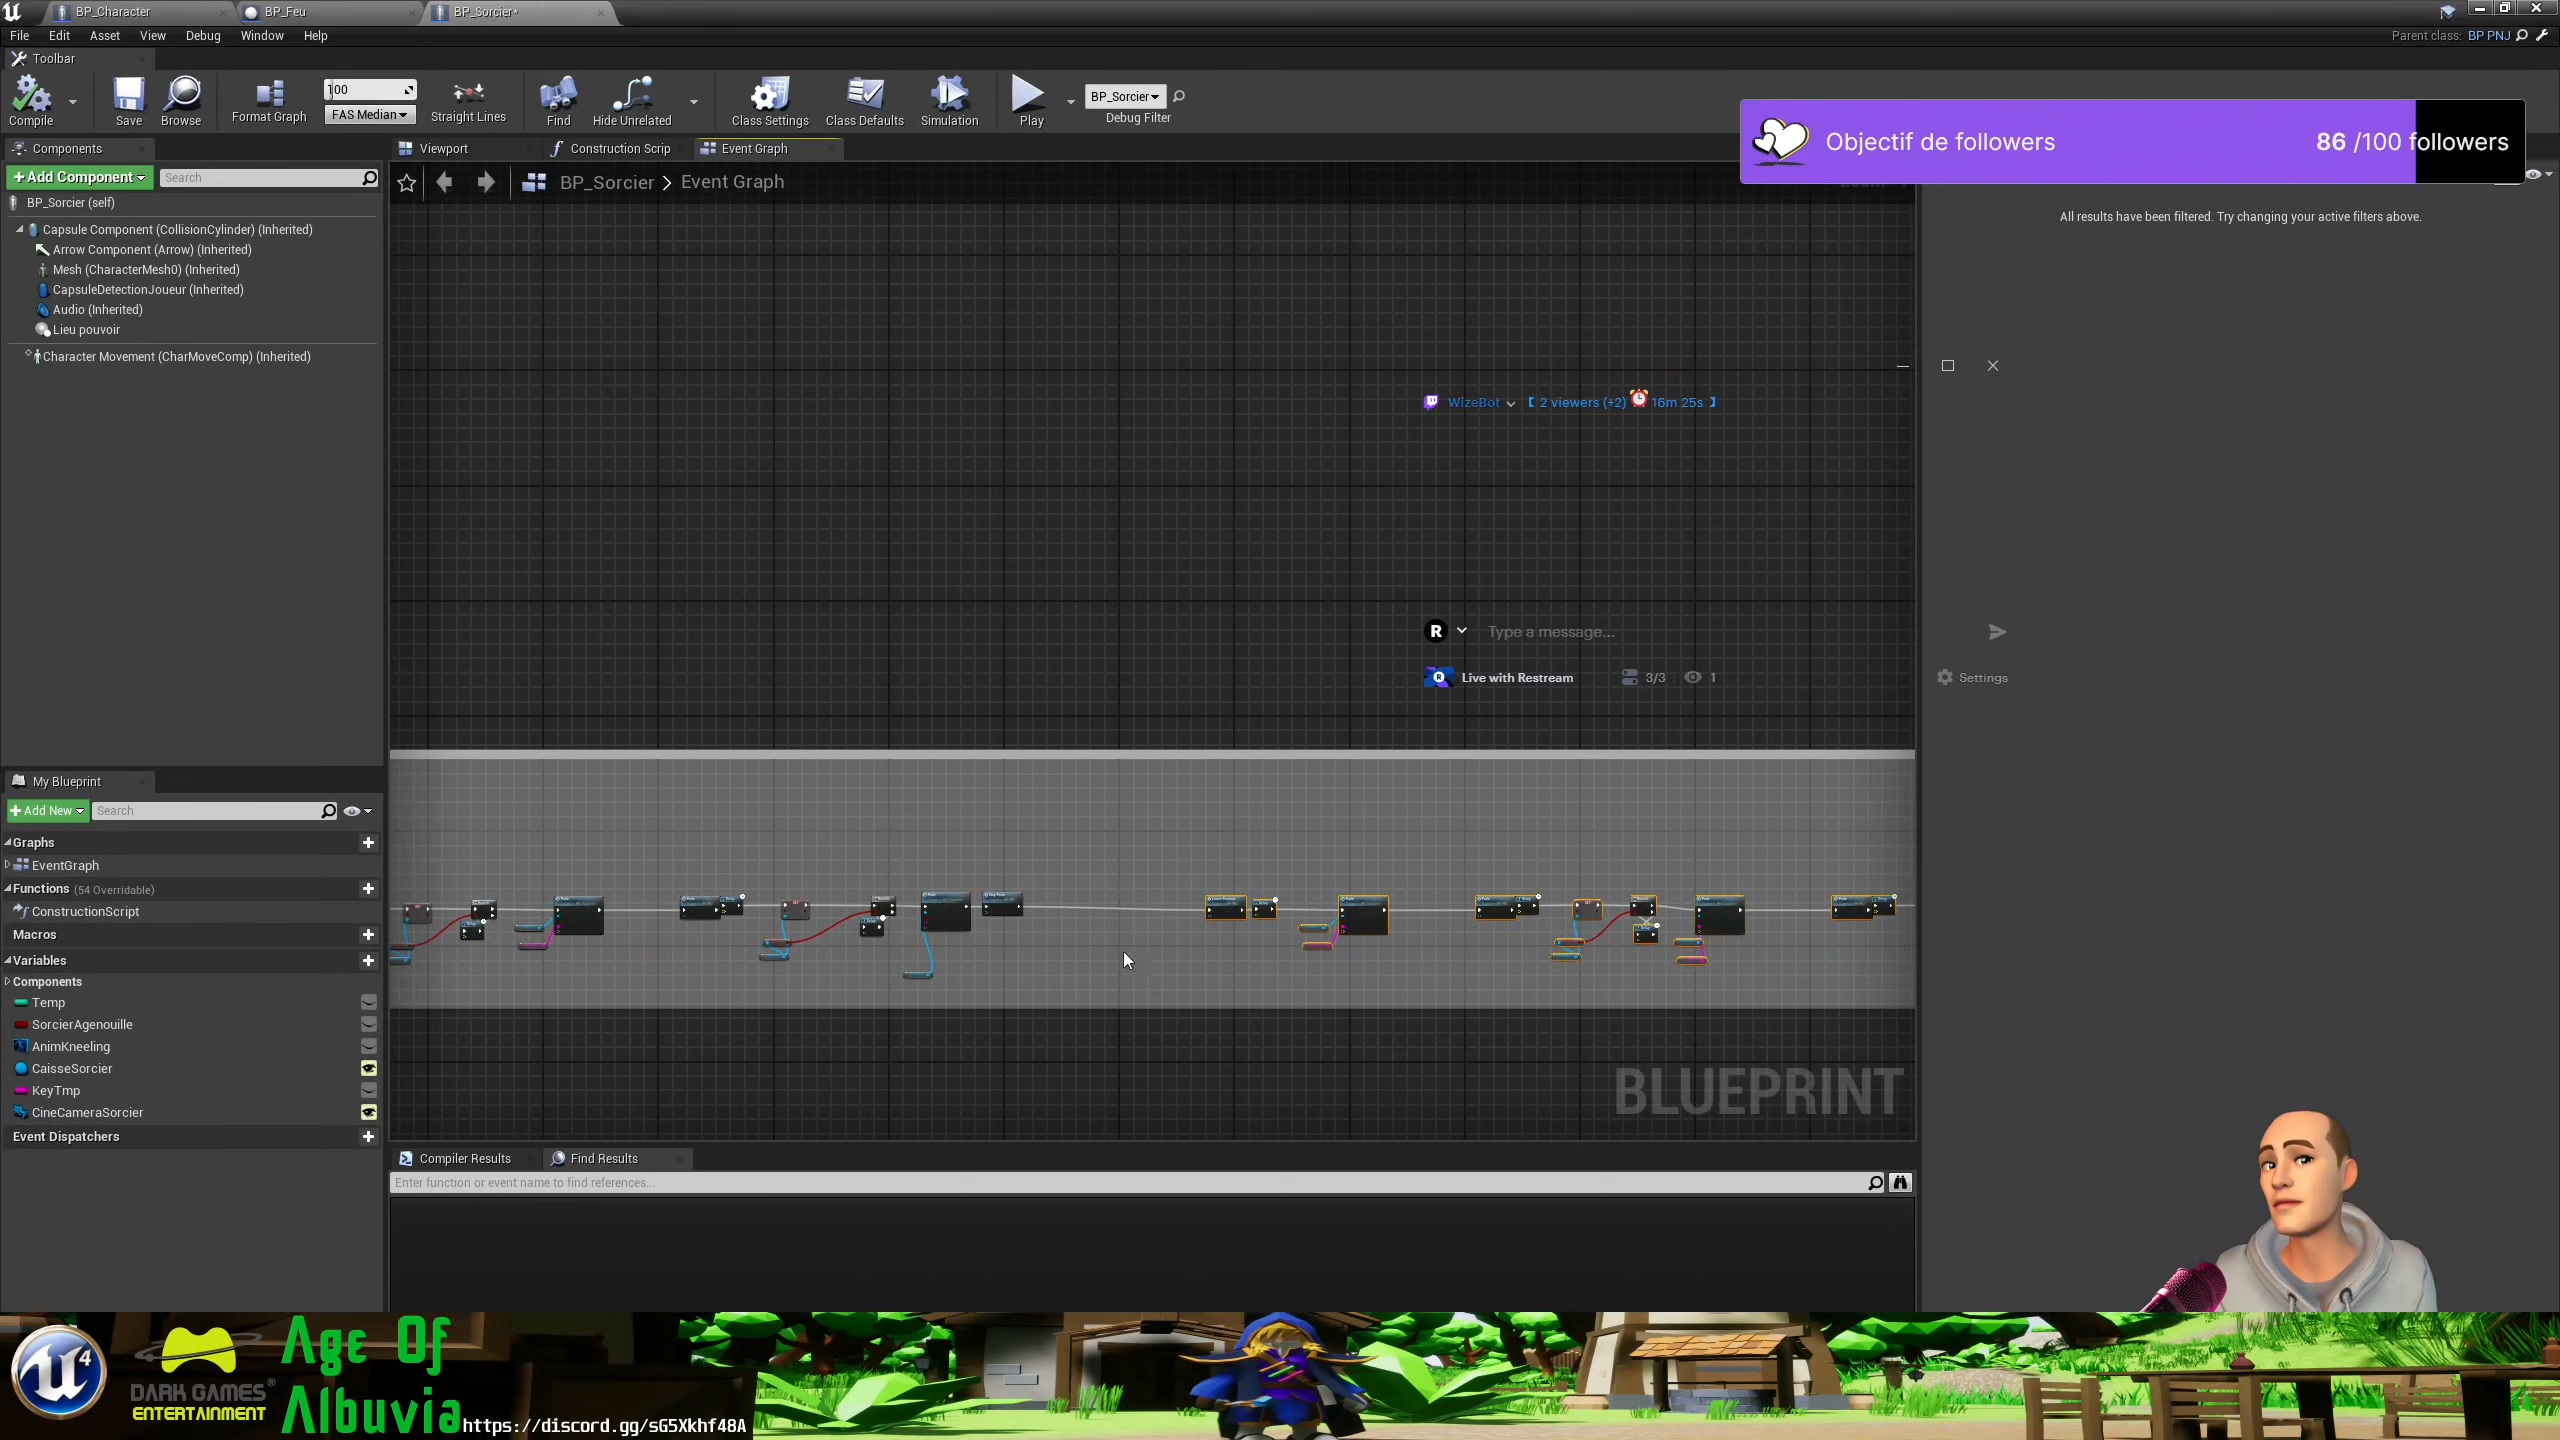 BP_Character
BP_Feu
BP_Sorcier*
File Edit Asset View Debug Window Help
Parent class: BP PNJ
Toolbar
100
FAS Median
Compile
Save
Browse
Format Graph
Straight Lines
Find
Hide Unrelated
Class Settings
Class Defaults
Simulation
Play
BP_Sorcier
Debug Filter
Objectif de followers
86 /100 followers
Components
Viewport
Construction Scrip
Event Graph
+Add Component
Search
BP_Sorcier > Event Graph
BP_Sorcier (self)
All results have been filtered. Try changing your active filters above.
Capsule Component (CollisionCylinder) (Inherited)
Arrow Component (Arrow) (Inherited)
Mesh (CharacterMesh0) (Inherited)
CapsuleDetectionJoueur (Inherited)
Audio (Inherited)
Lieu pouvoir
Character Movement (CharMoveComp) (Inherited)
WizeBot
【 2 viewers (+2) ⏰ 16m 25s 】
R
Type a message...
Live with Restream
3/3
1
Settings
My Blueprint
+Add New
Search
Graphs
EventGraph
Functions (54 Overridable)
ConstructionScript
Macros
Variables
Components
Temp
SorcierAgenouille
AnimKneeling
CaisseSorcier
KeyTmp
CineCameraSorcier
Event Dispatchers
BLUEPRINT
Compiler Results
Find Results
Enter function or event name to find references...
4
DARK GAMES®
ENTERTAINMENT
Age Of
Albuvia
https://discord.gg/sG5Xkhf48A